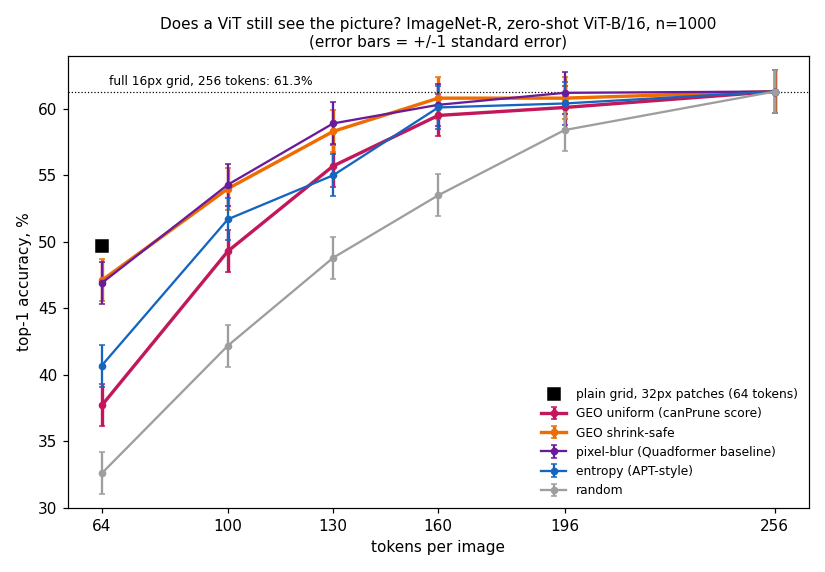 Does a ViT still see the picture? ImageNet-R, zero-shot ViT-B/16, n=1000
(error bars = +/-1 standard error)
full 16px grid, 256 tokens: 61.3%
top-1 accuracy, %
60
55
50
45
40
35
30
plain grid, 32px patches (64 tokens)
GEO uniform (canPrune score)
GEO shrink-safe
pixel-blur (Quadformer baseline)
entropy (APT-style)
random
64
100
130
160
196
256
tokens per image